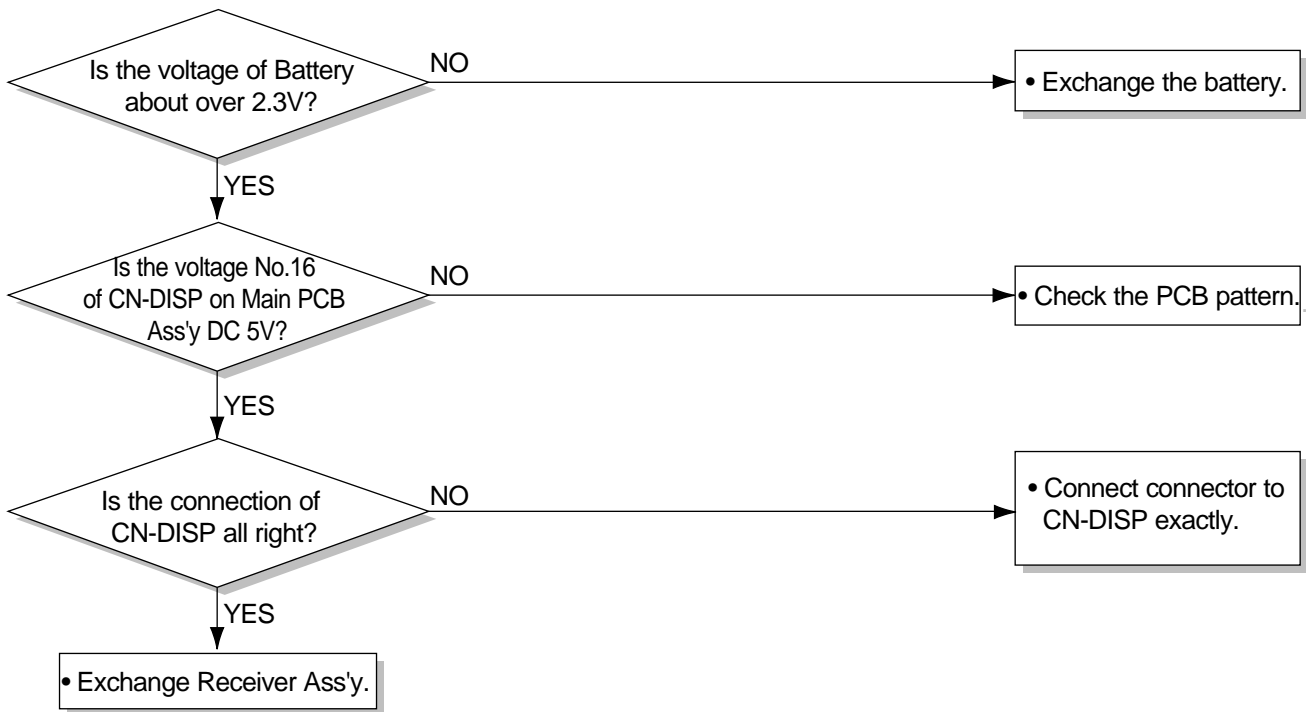 Is the voltage of Battery
about over 2.3V?
NO
• Exchange the battery.
YES
Is the voltage No.16
of CN-DISP on Main PCB
Ass'y DC 5V?
NO
• Check the PCB pattern.
YES
Is the connection of
CN-DISP all right?
NO
• Connect connector to
CN-DISP exactly.
YES
• Exchange Receiver Ass'y.